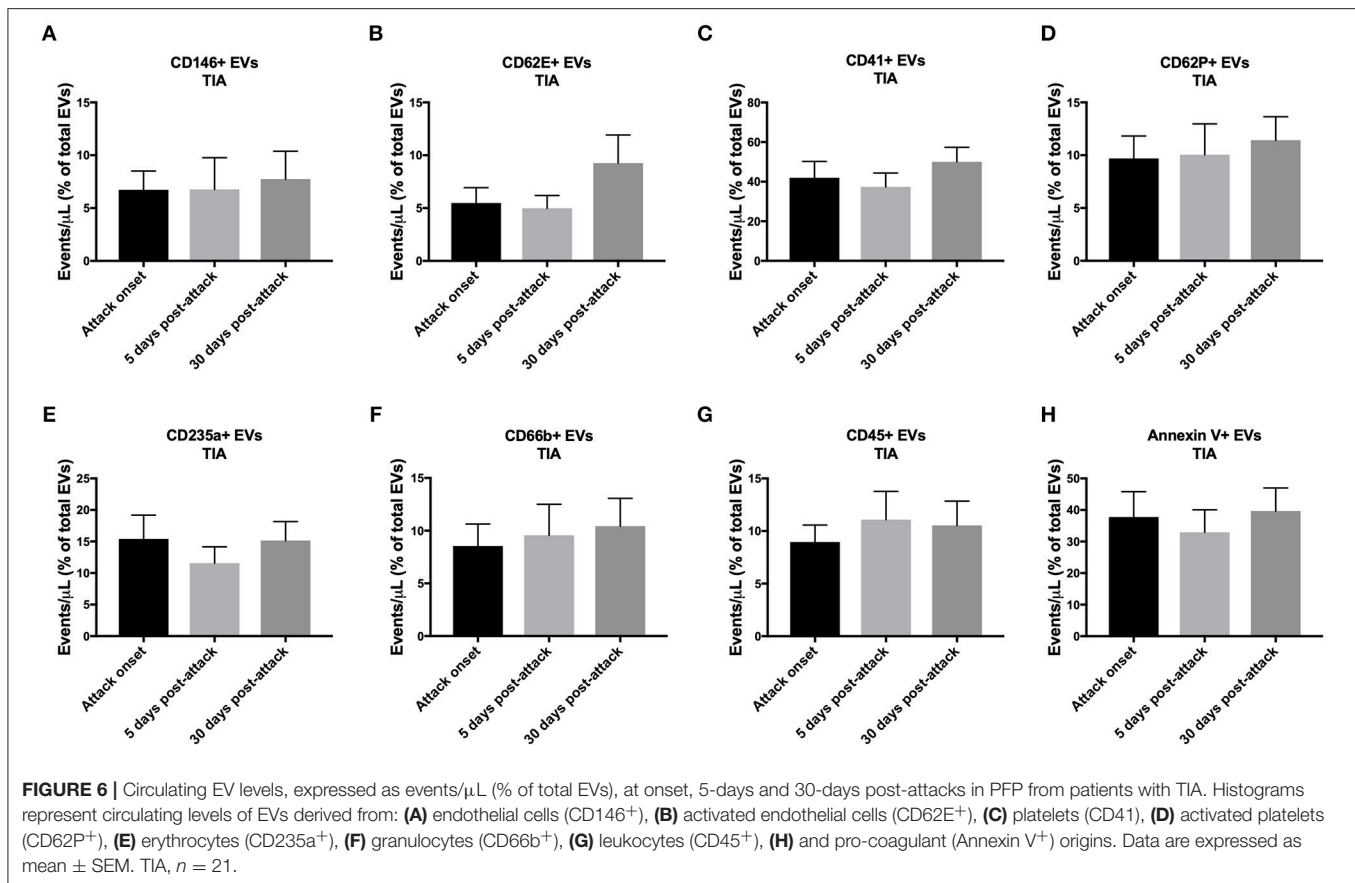 A
CD146+ EVs
TIA
Events/μL (% of total EVs)
15
10
5
0
Attack onset
5 days post-attack
30 days post-attack
B
CD62E+ EVs
TIA
Events/μL (% of total EVs)
15
10
5
0
Attack onset
5 days post-attack
30 days post-attack
C
CD41+ EVs
TIA
Events/μL (% of total EVs)
80
60
40
20
0
Attack onset
5 days post-attack
30 days post-attack
D
CD62P+ EVs
TIA
Events/μL (% of total EVs)
15
10
5
0
Attack onset
5 days post-attack
30 days post-attack
E
CD235a+ EVs
TIA
Events/μL (% of total EVs)
25
20
15
10
5
0
Attack onset
5 days post-attack
30 days post-attack
F
CD66b+ EVs
TIA
Events/μL (% of total EVs)
15
10
5
0
Attack onset
5 days post-attack
30 days post-attack
G
CD45+ EVs
TIA
Events/μL (% of total EVs)
15
10
5
0
Attack onset
5 days post-attack
30 days post-attack
H
Annexin V+ EVs
TIA
Events/μL (% of total EVs)
50
40
30
20
10
0
Attack onset
5 days post-attack
30 days post-attack
FIGURE 6 | Circulating EV levels, expressed as events/μL (% of total EVs), at onset, 5-days and 30-days post-attacks in PFP from patients with TIA. Histograms
represent circulating levels of EVs derived from: (A) endothelial cells (CD146⁺), (B) activated endothelial cells (CD62E⁺), (C) platelets (CD41), (D) activated platelets
(CD62P⁺), (E) erythrocytes (CD235a⁺), (F) granulocytes (CD66b⁺), (G) leukocytes (CD45⁺), (H) and pro-coagulant (Annexin V⁺) origins. Data are expressed as
mean ± SEM. TIA, n = 21.